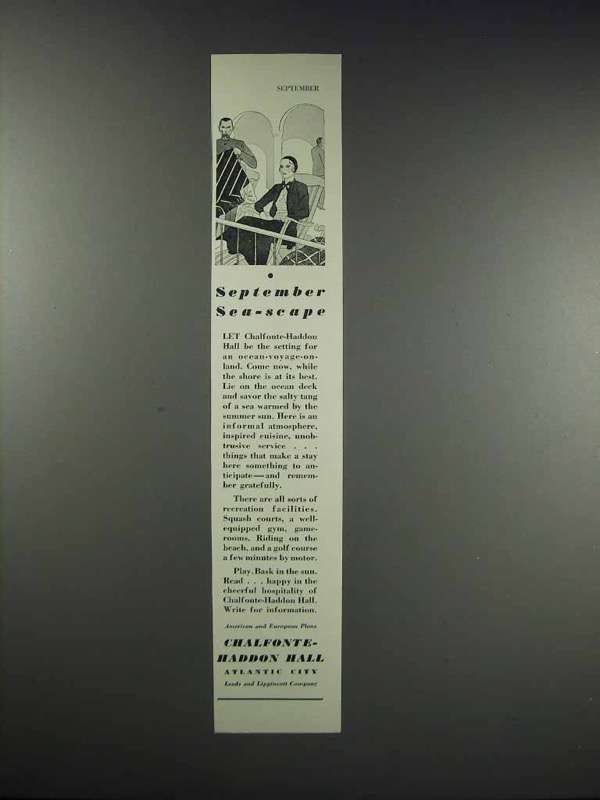 SEPTEMBER
September
Sea-scape
LET Chalfonte-Haddon
Hall be the setting for
an ocean-voyage-on-
land. Come now, while
the shore is at its best.
Lie on the ocean deck
and savor the salty tang
of a sea warmed by the
summer sun. Here is an
informal atmosphere,
inspired cuisine, unob-
trusive service . . .
things that make a stay
here something to an-
ticipate—and remem-
ber gratefully.
There are all sorts of
recreation facilities.
Squash courts, a well-
equipped gym, game-
rooms. Riding on the
beach, and a golf course
a few minutes by motor.
Play. Bask in the sun.
Read . . . happy in the
cheerful hospitality of
Chalfonte-Haddon Hall.
Write for information.
American and European Plans
CHALFONTE-
HADDON HALL
ATLANTIC CITY
Leeds and Lippincott Company